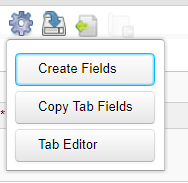 *
Create Fields
Copy Tab Fields
Tab Editor